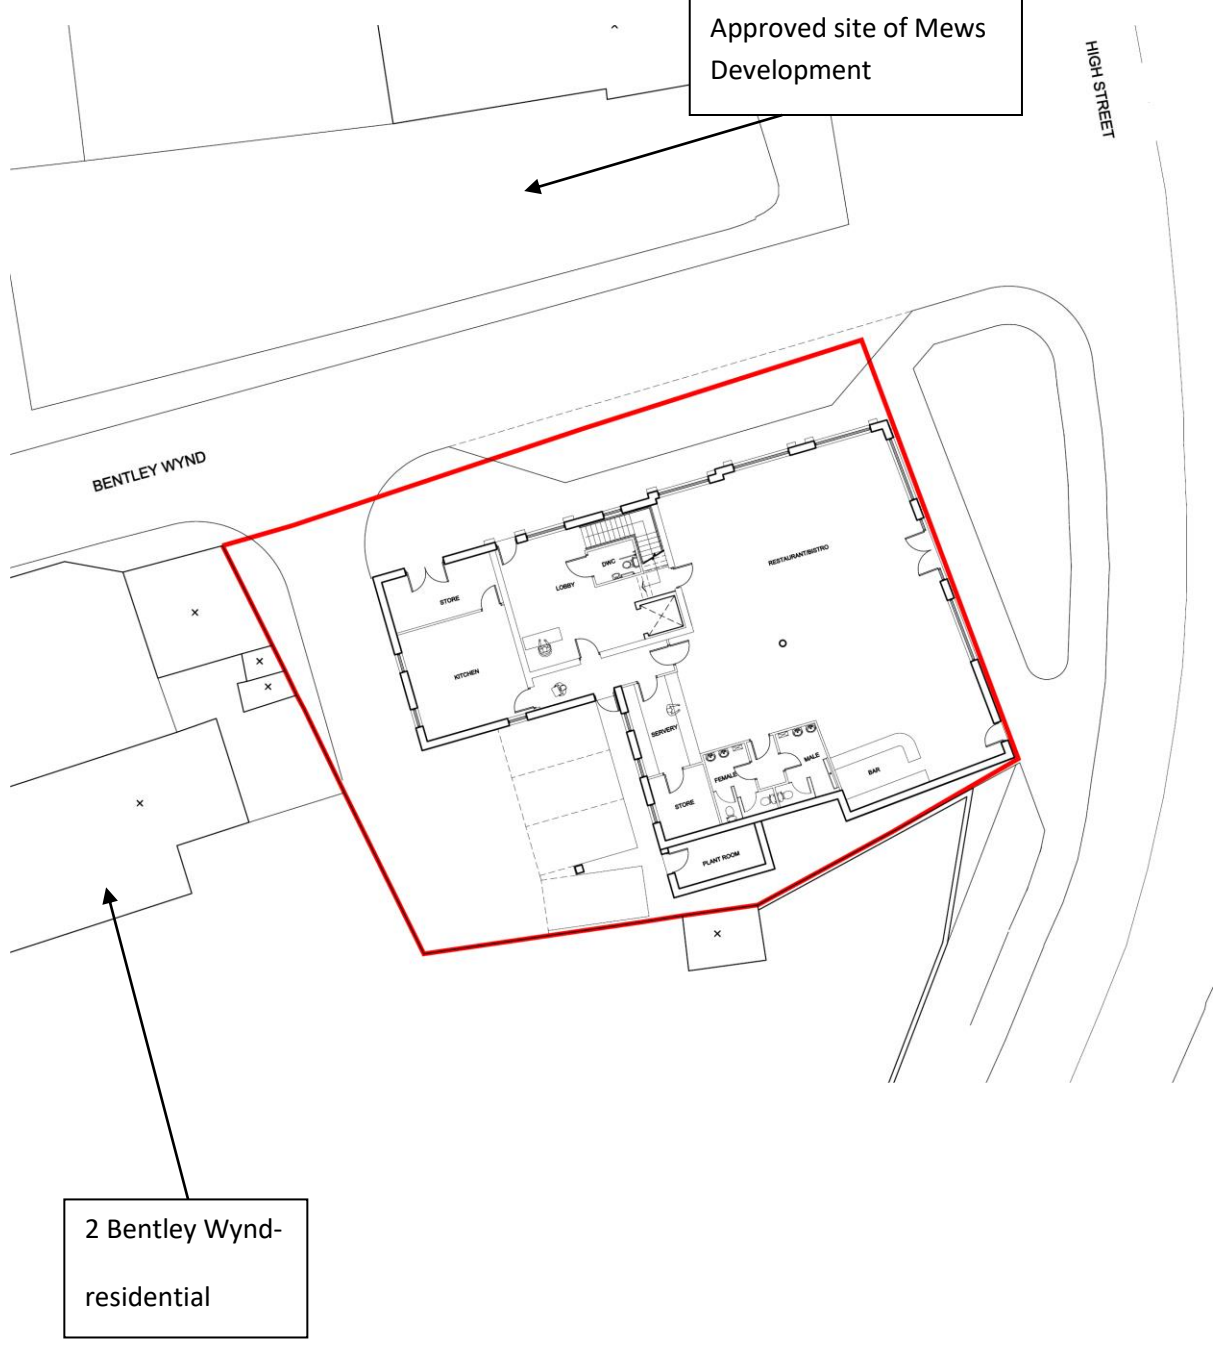 Approved site of Mews
Development
HIGH STREET
BENTLEY WYND
RESTAURANT/BISTRO
DWC
LOBBY
STORE
KITCHEN
SERVERY
FEMALE
MALE
BAR
STORE
PLANT ROOM
2 Bentley Wynd-
residential